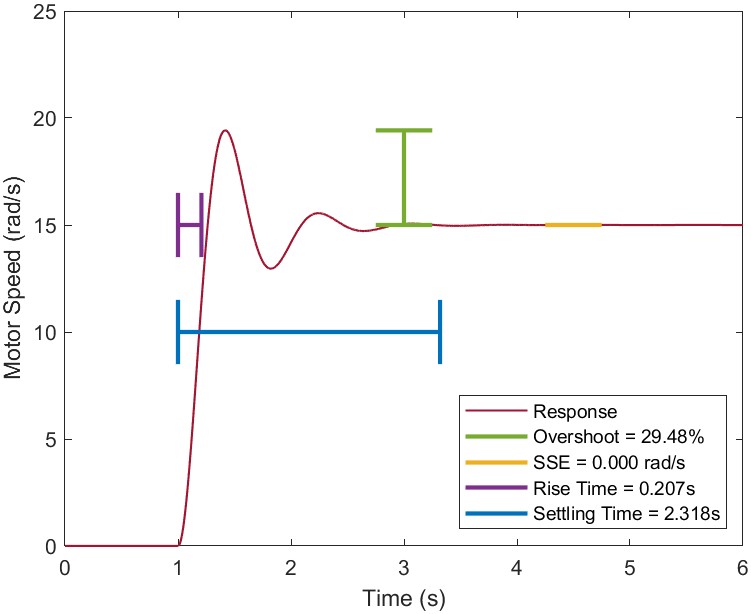 25
20
15
10
5
0
Motor Speed (rad/s)
0 1 2 3 4 5 6
Time (s)
Response
Overshoot = 29.48%
SSE = 0.000 rad/s
Rise Time = 0.207s
Settling Time = 2.318s